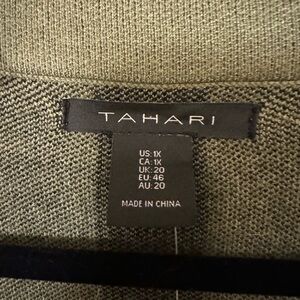 TAHARI
US: 1X
CA: 1X
UK: 20
EU: 46
AU: 20
MADE IN CHINA